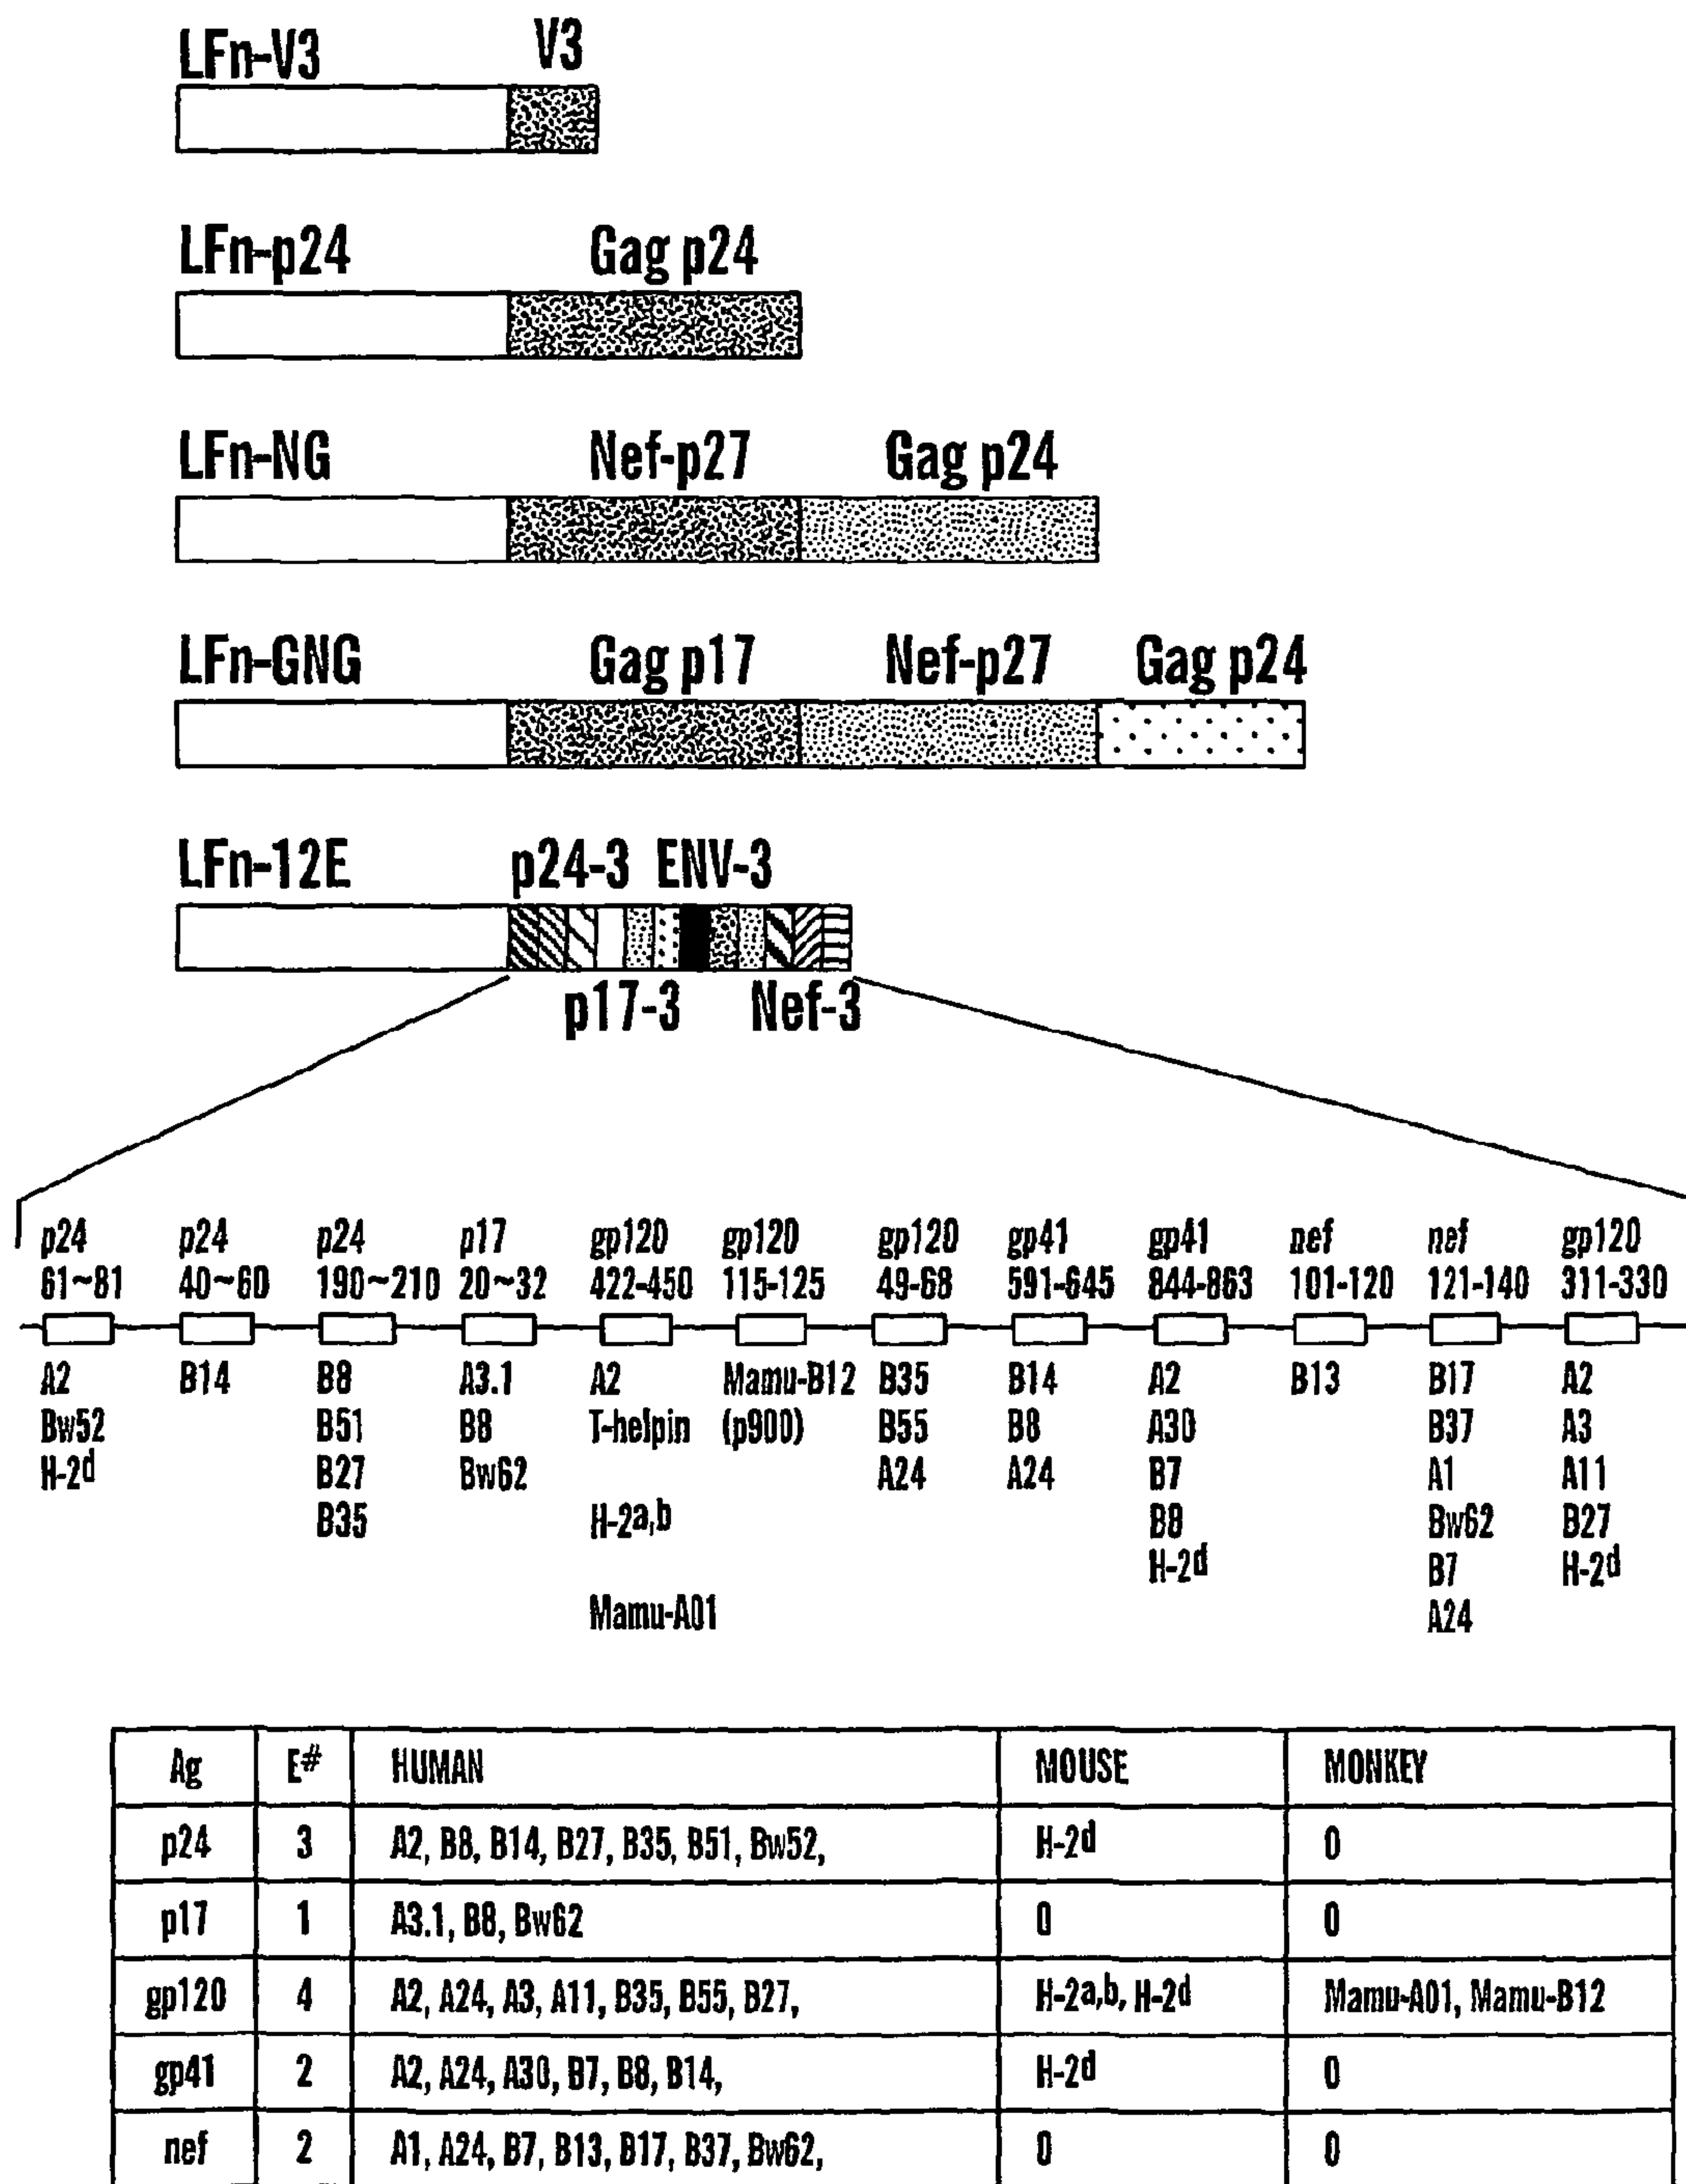 LFn-V3 V3
LFn-p24 Gag p24
LFn-NG Nef-p27 Gag p24
LFn-GNG Gag p17 Nef-p27 Gag p24
LFn-12E p24-3 ENV-3
p17-3 Nef-3
p24 p24 p24 p17 gp120 gp120 gp120 gp41 gp41 nef nef gp120
61~81 40~60 190~210 20~32 422-450 115-125 49-68 591-645 844-863 101-120 121-140 311-330
A2 B14 B8 A3.1 A2 Mamu-B12 B35 B14 A2 B13 B17 A2
Bw52 B51 B8 T-helpin (p900) B55 B8 A30 B37 A3
H-2d B27 Bw62 A24 A24 B7 A1 A11
B35 H-2a,b B8 Bw62 B27
H-2d B7 H-2d
Mamu-A01 A24
Ag E# HUMAN MOUSE MONKEY
p24 3 A2, B8, B14, B27, B35, B51, Bw52, H-2d 0
p17 1 A3.1, B8, Bw62 0 0
gp120 4 A2, A24, A3, A11, B35, B55, B27, H-2a,b, H-2d Mamu-A01, Mamu-B12
gp41 2 A2, A24, A30, B7, B8, B14, H-2d 0
nef 2 A1, A24, B7, B13, B17, B37, Bw62, 0 0